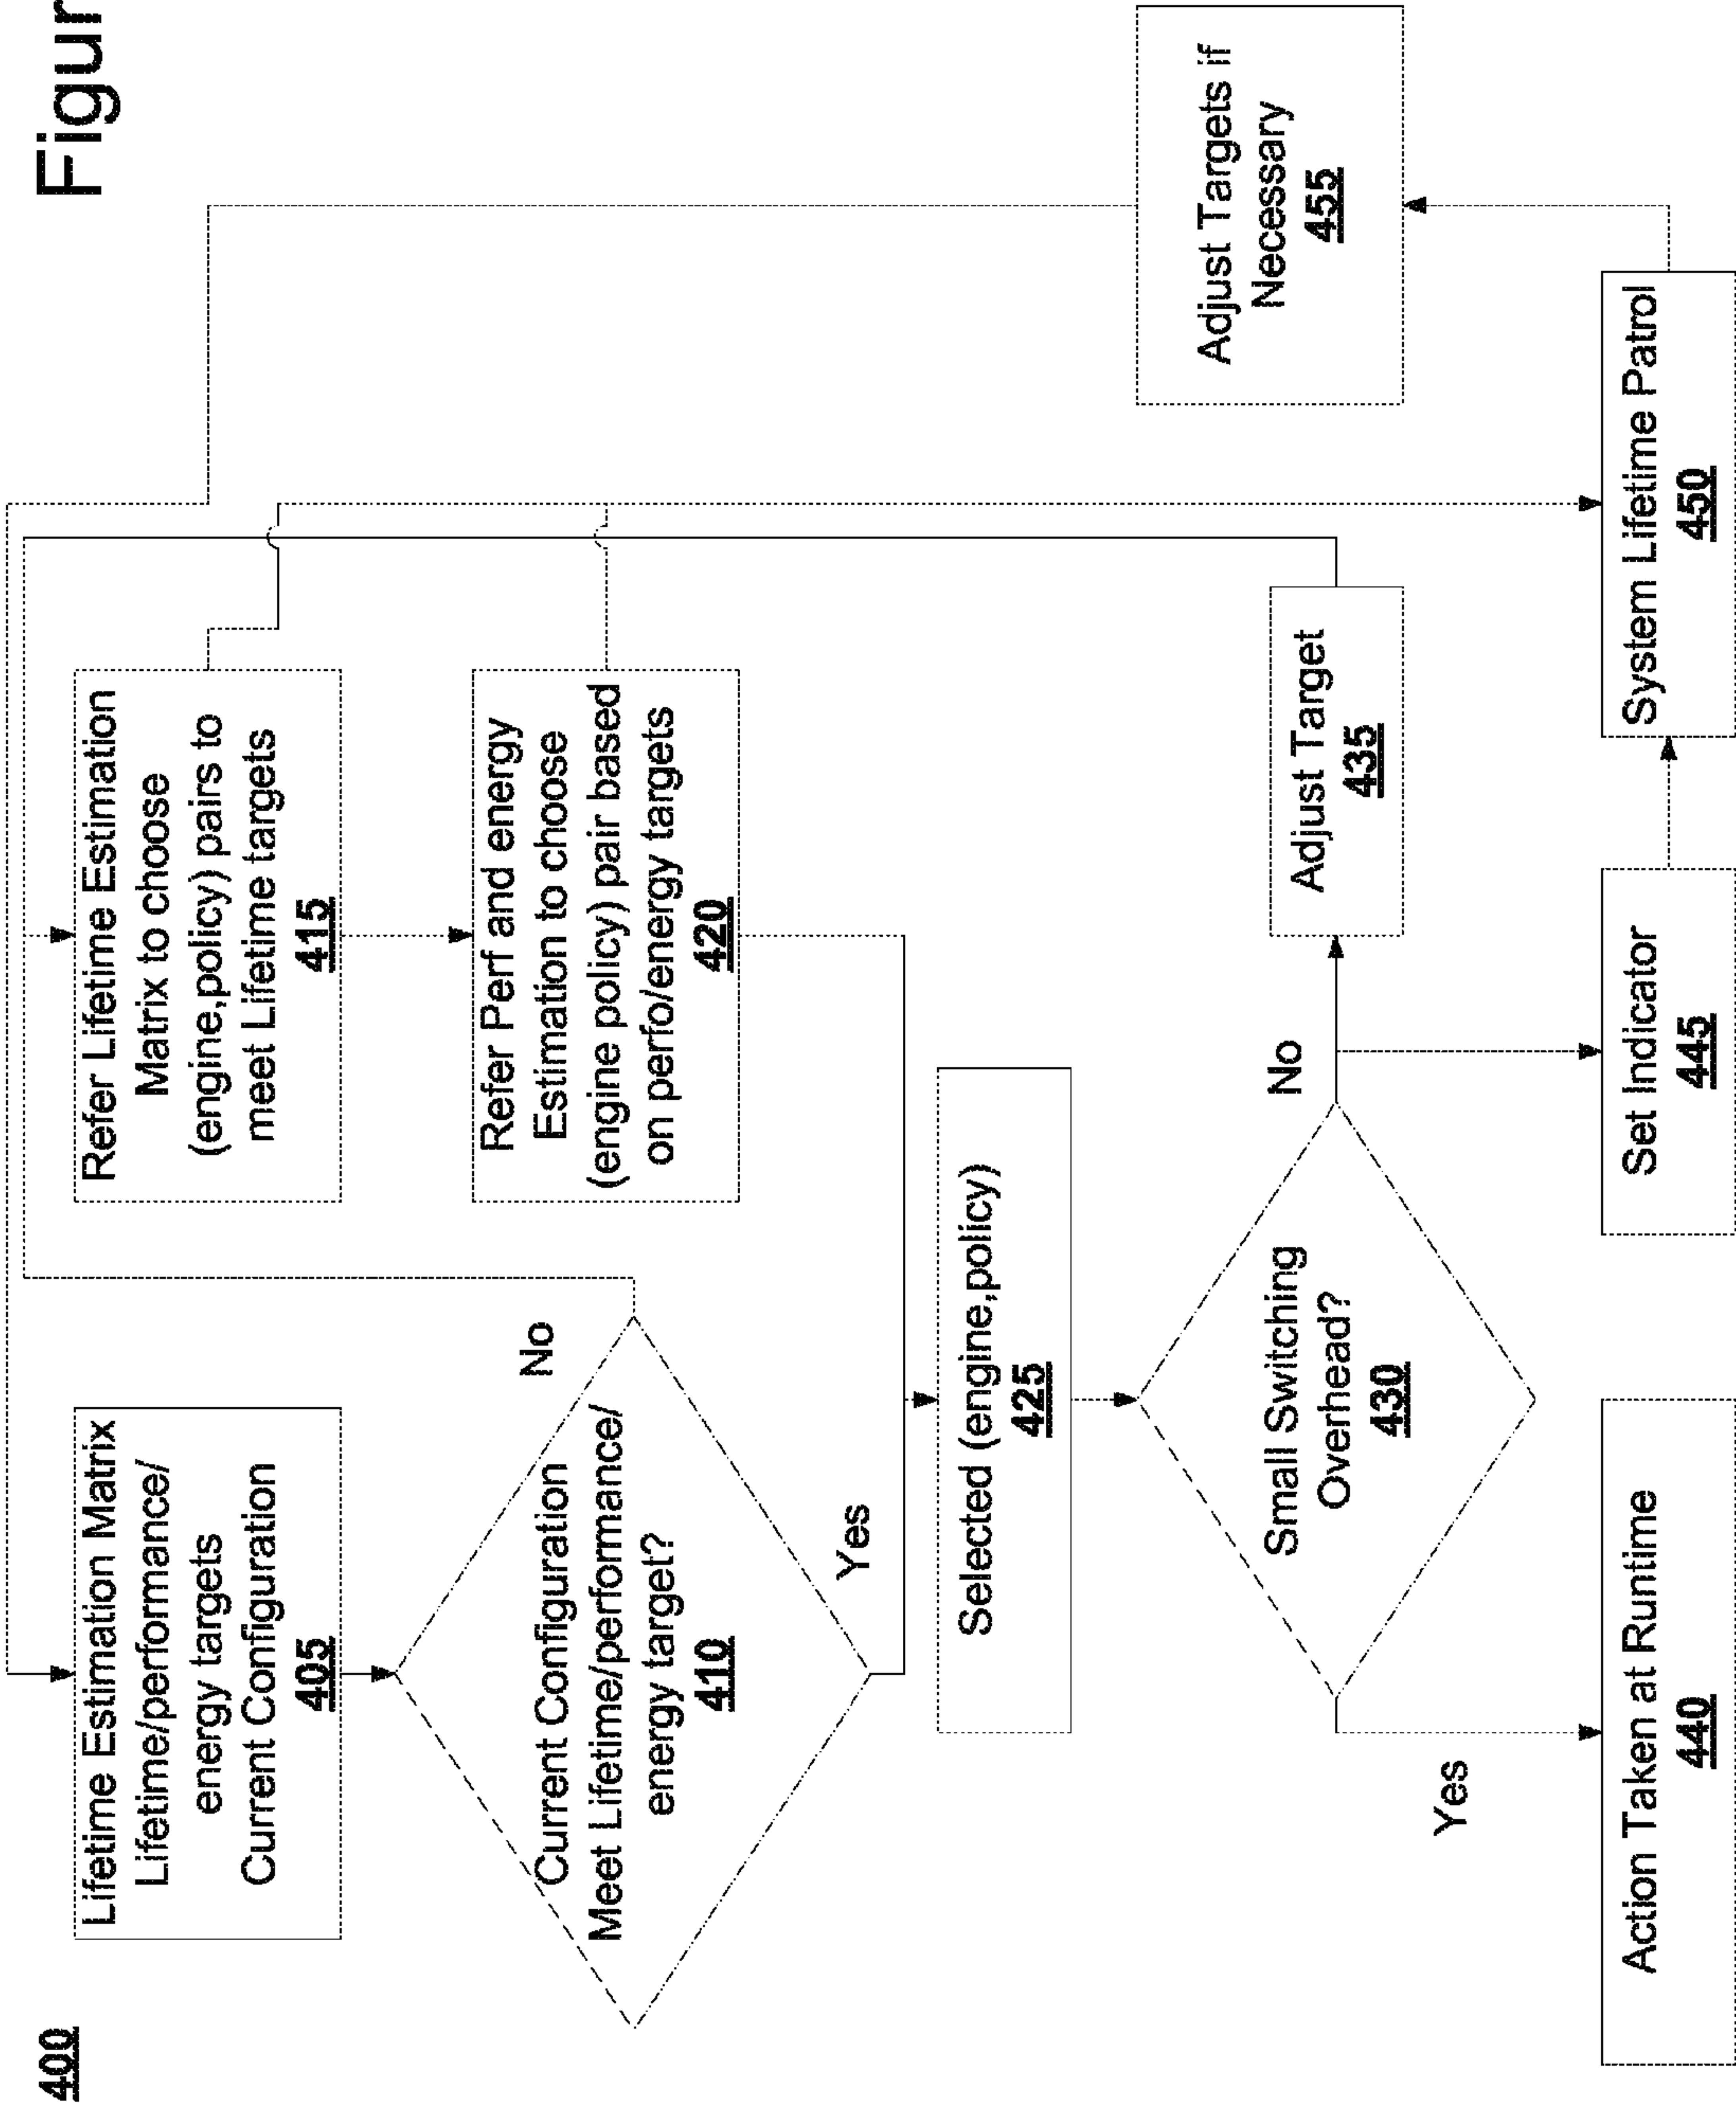 Figur
400
Lifetime Estimation Matrix
Lifetime/performance/
energy targets
Current Configuration
405
Current Configuration
Meet Lifetime/performance/
energy target?
410
No
Yes
Refer Lifetime Estimation
Matrix to choose
(engine,policy) pairs to
meet Lifetime targets
415
Refer Perf and energy
Estimation to choose
(engine policy) pair based
on perfo/energy targets
420
Selected (engine,policy)
425
Small Switching
Overhead?
430
No
Yes
Adjust Target
435
Action Taken at Runtime
440
Set Indicator
445
System Lifetime Patrol
450
Adjust Targets if
Necessary
455